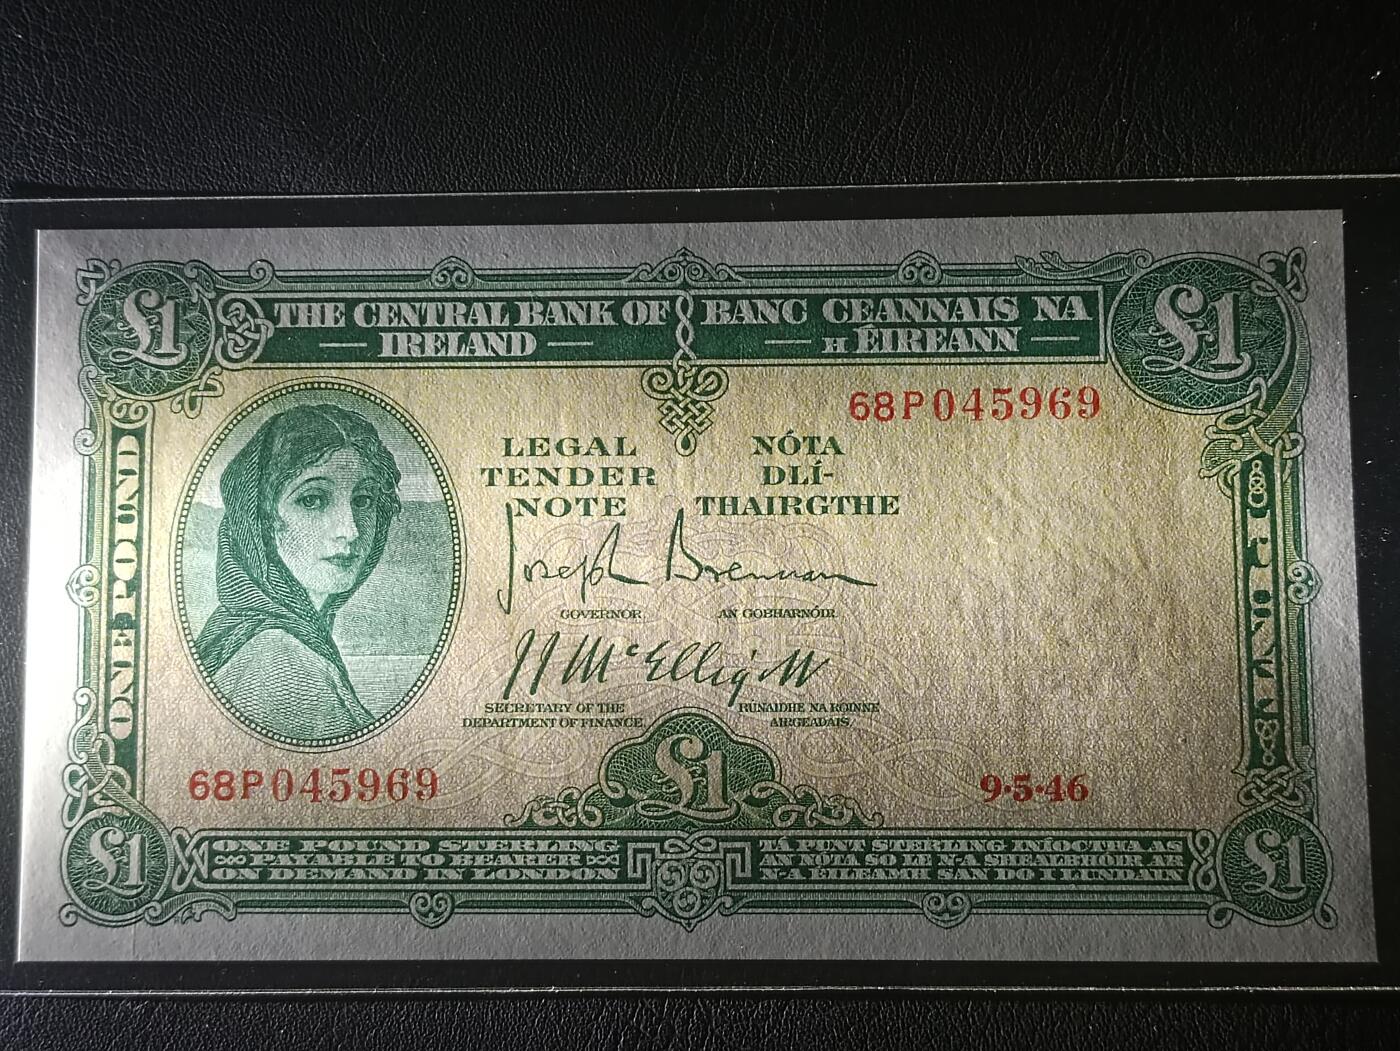 £1
THE CENTRAL BANK OF IRELAND
BANC CEANNAIS NA H ÉIREANN
£1
68P045969
LEGAL
TENDER
NOTE
NÓTA
DLÍ-
THAIRGTHE
Joseph Brennan
GOVERNOR
AN GOBHARNÓIR
JJ McElligott
SECRETARY OF THE
DEPARTMENT OF FINANCE
RÚNAIDHE NA ROINNE
AIRGEADAIS.
ONE POUND
PUNT
68P045969
£1
9·5·46
£1
ONE POUND STERLING
PAYABLE TO BEARER
ON DEMAND IN LONDON
TÁ PUNT STERLING INÍOCTHA AS
AN NÓTA SO LE N-A SHEALBHÓIR AR
N-A ÉILEAMH SAN DO I LUNDAIN
£1